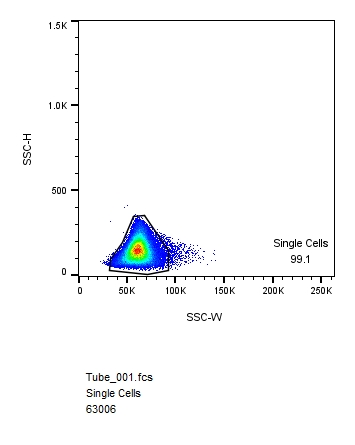 1.5K
1.0K
500
0
SSC-H
Single Cells
99.1
0 50K 100K 150K 200K 250K
SSC-W
Tube_001.fcs
Single Cells
63006